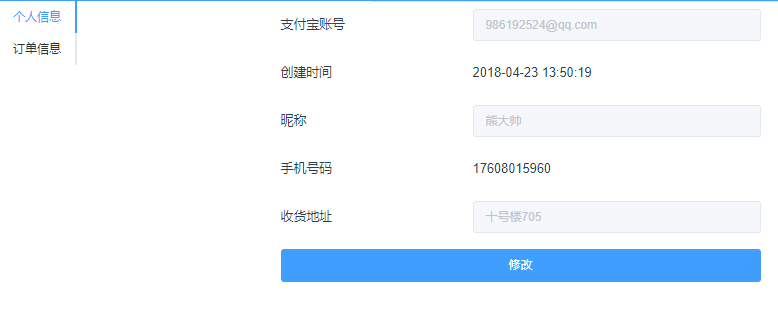 个人信息
订单信息
支付宝账号 986192524@qq.com
创建时间 2018-04-23 13:50:19
昵称 熊大帅
手机号码 17608015960
收货地址 十号楼705
修改